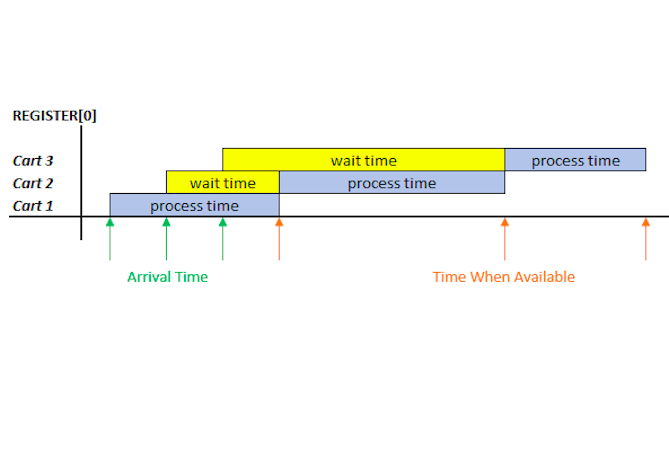 REGISTER[0]
Cart 3 wait time process time
Cart 2 wait time process time
Cart 1 process time
Arrival Time Time When Available